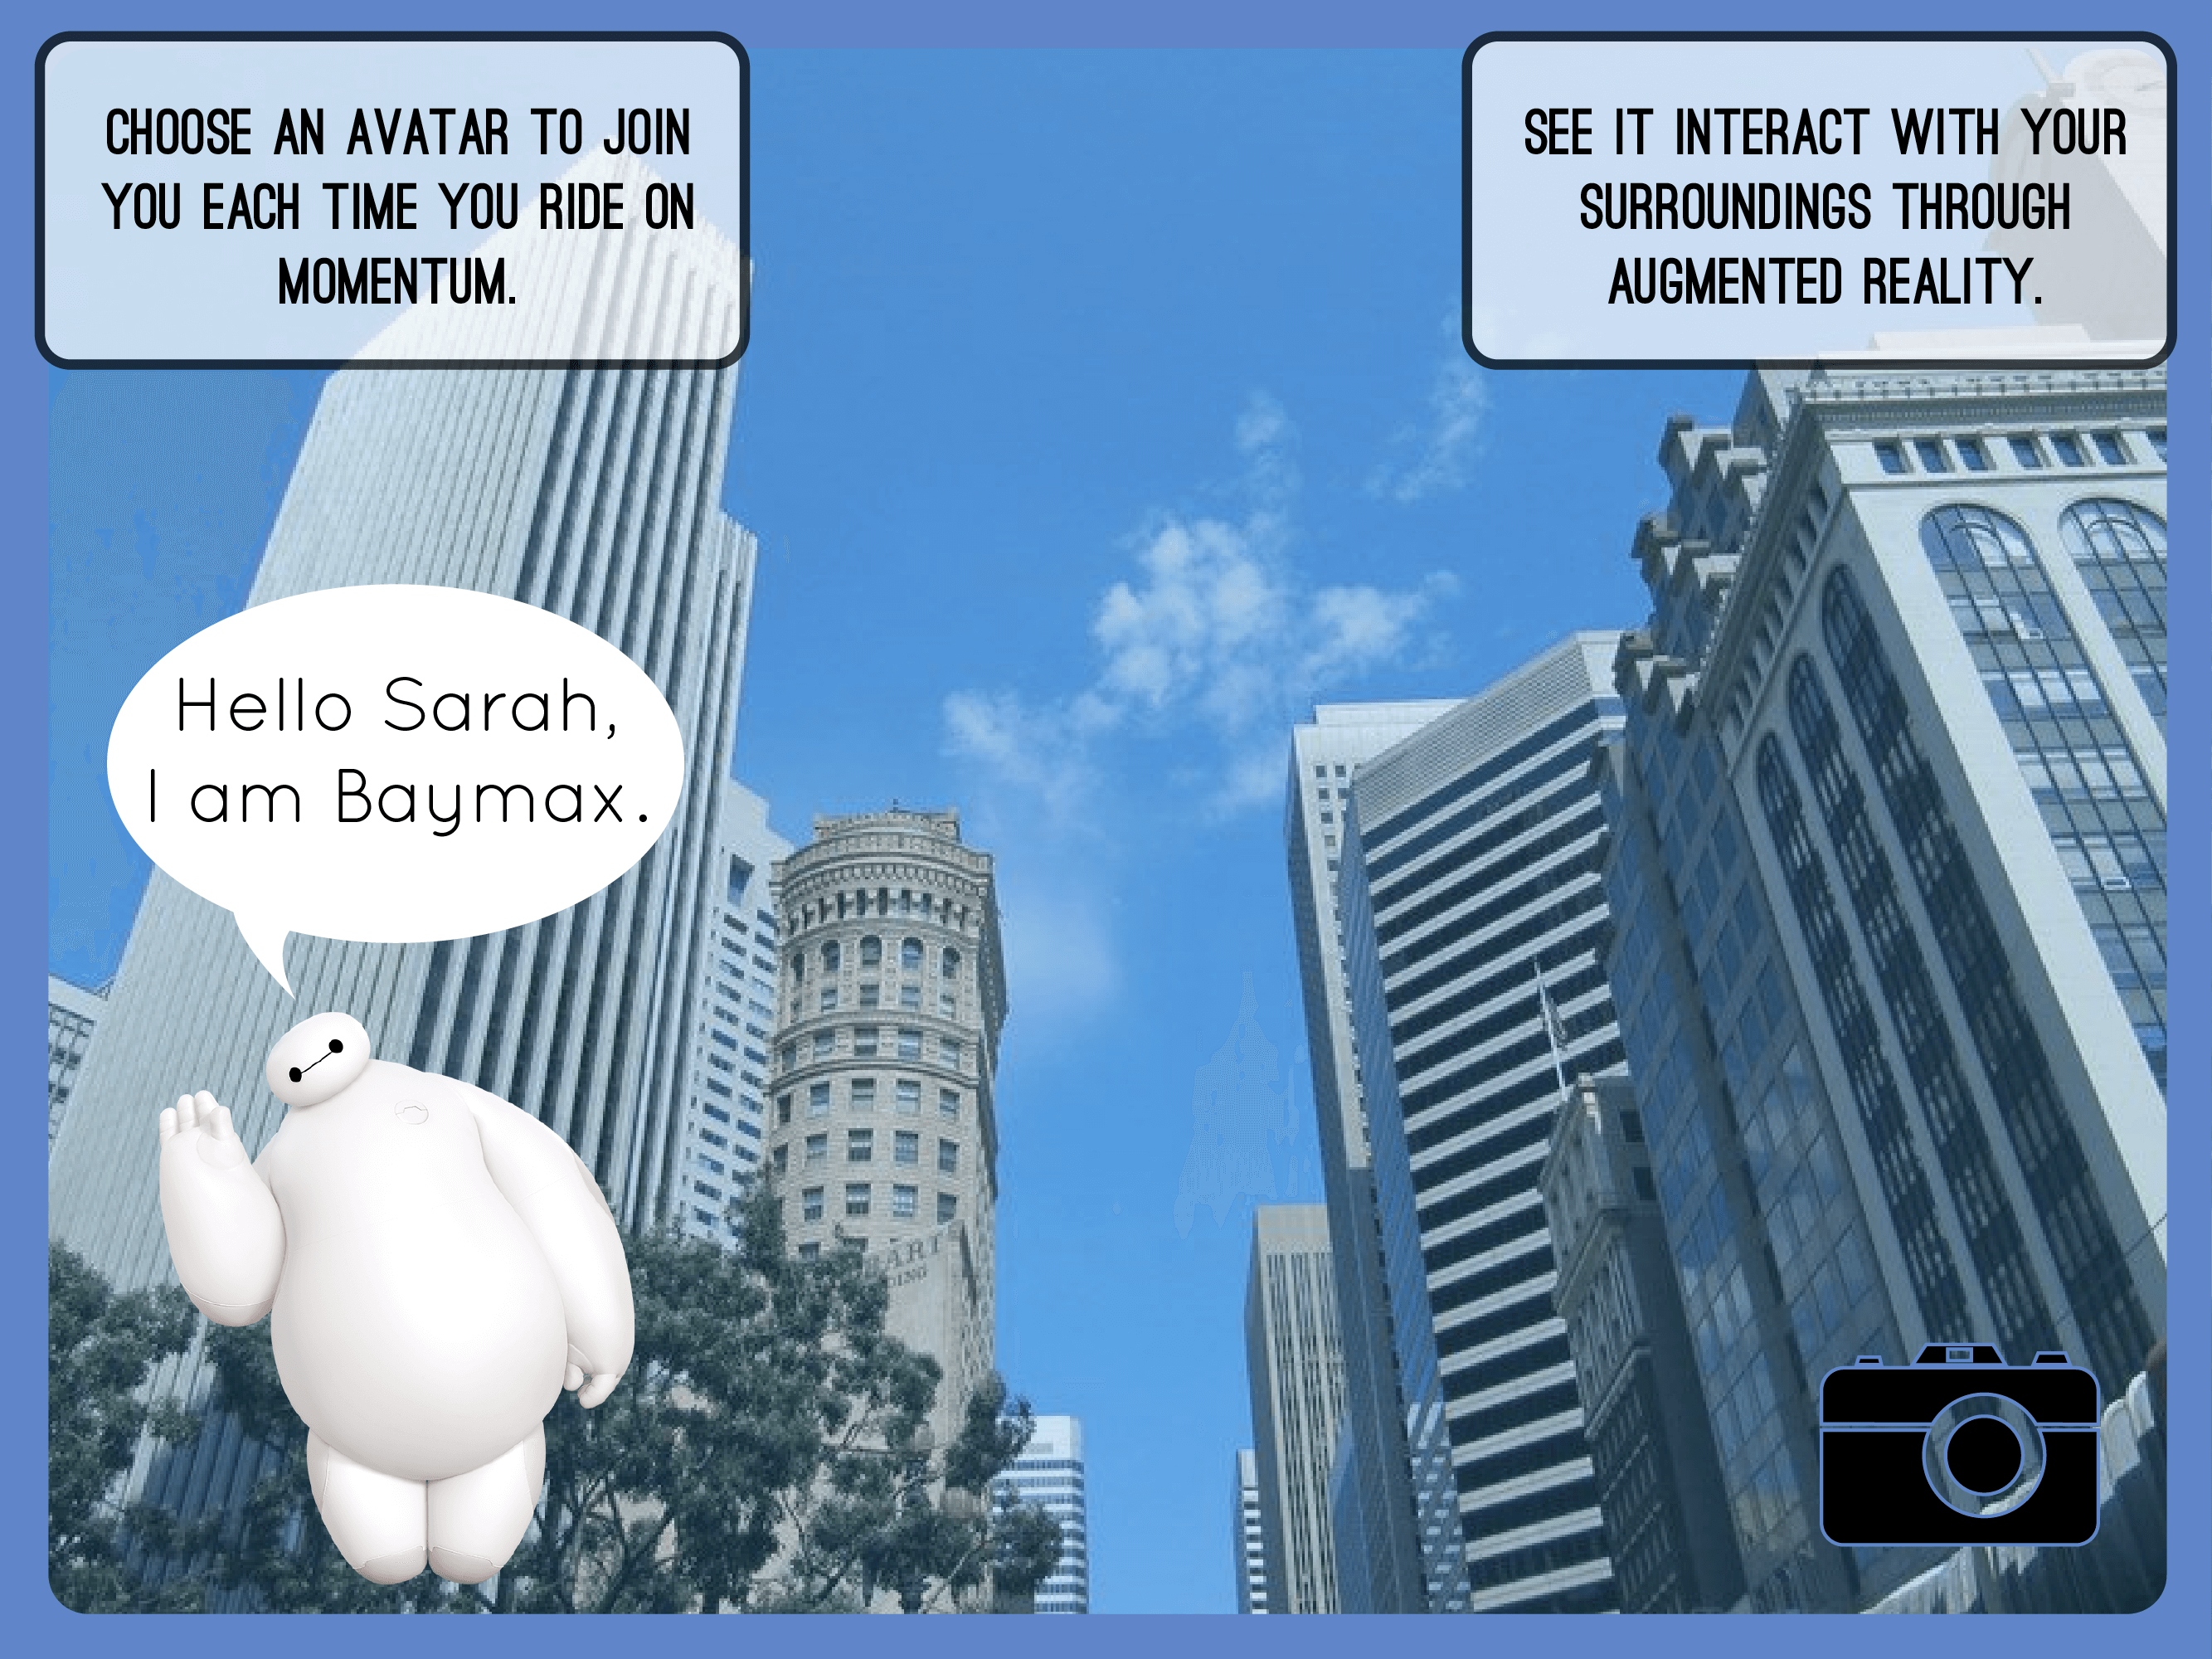 CHOOSE AN AVATAR TO JOIN
YOU EACH TIME YOU RIDE ON
MOMENTUM.
SEE IT INTERACT WITH YOUR
SURROUNDINGS THROUGH
AUGMENTED REALITY.
Hello Sarah,
I am Baymax.